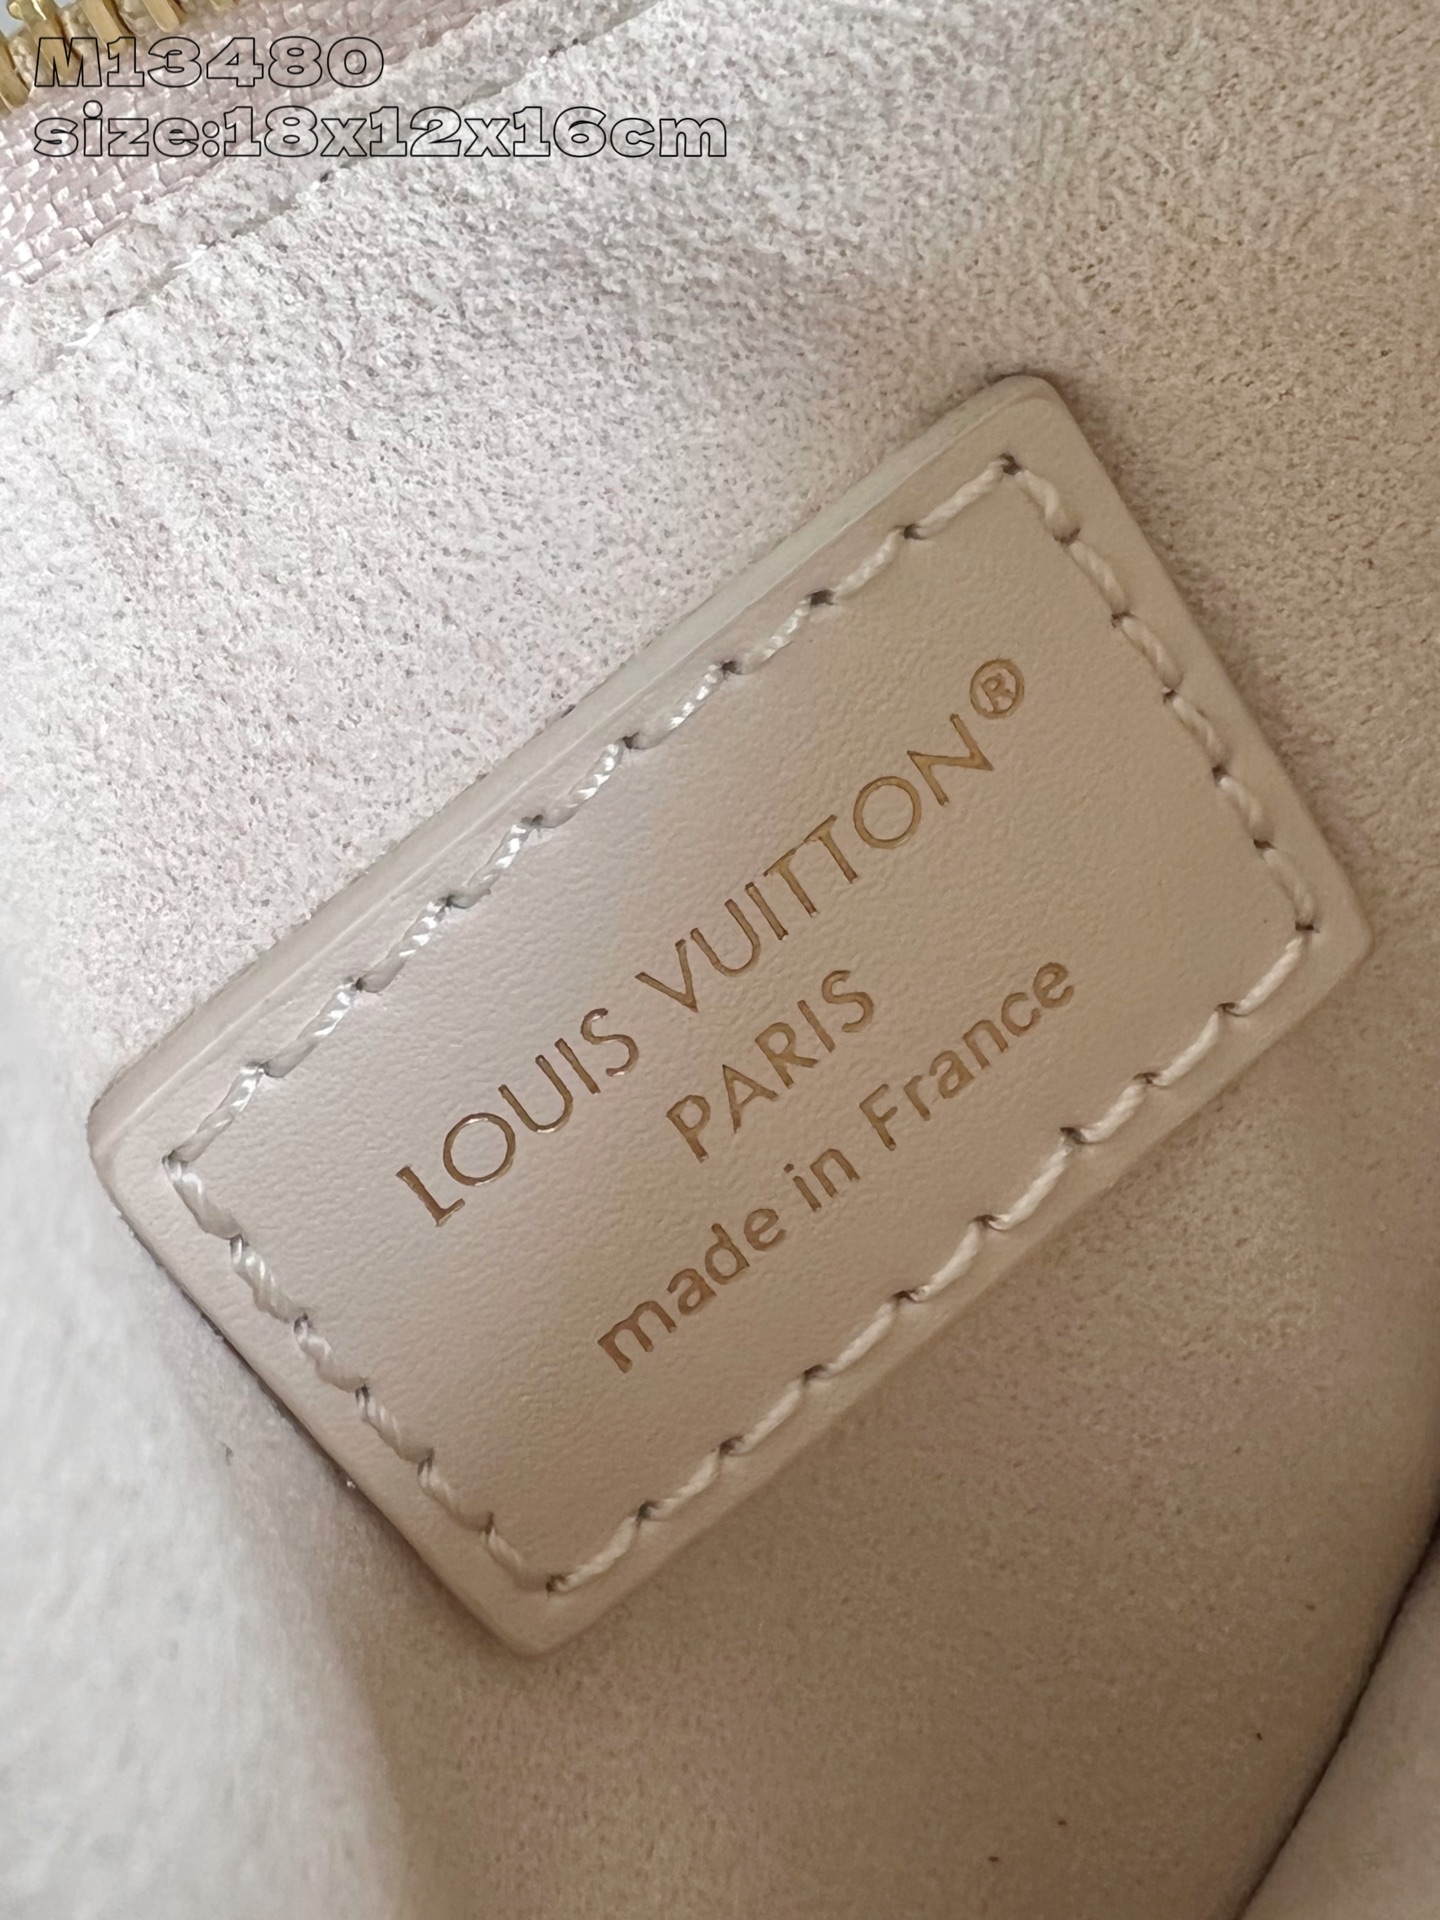 M13480
size:18x12x16cm
LOUIS VUITTON®
PARIS
made in France